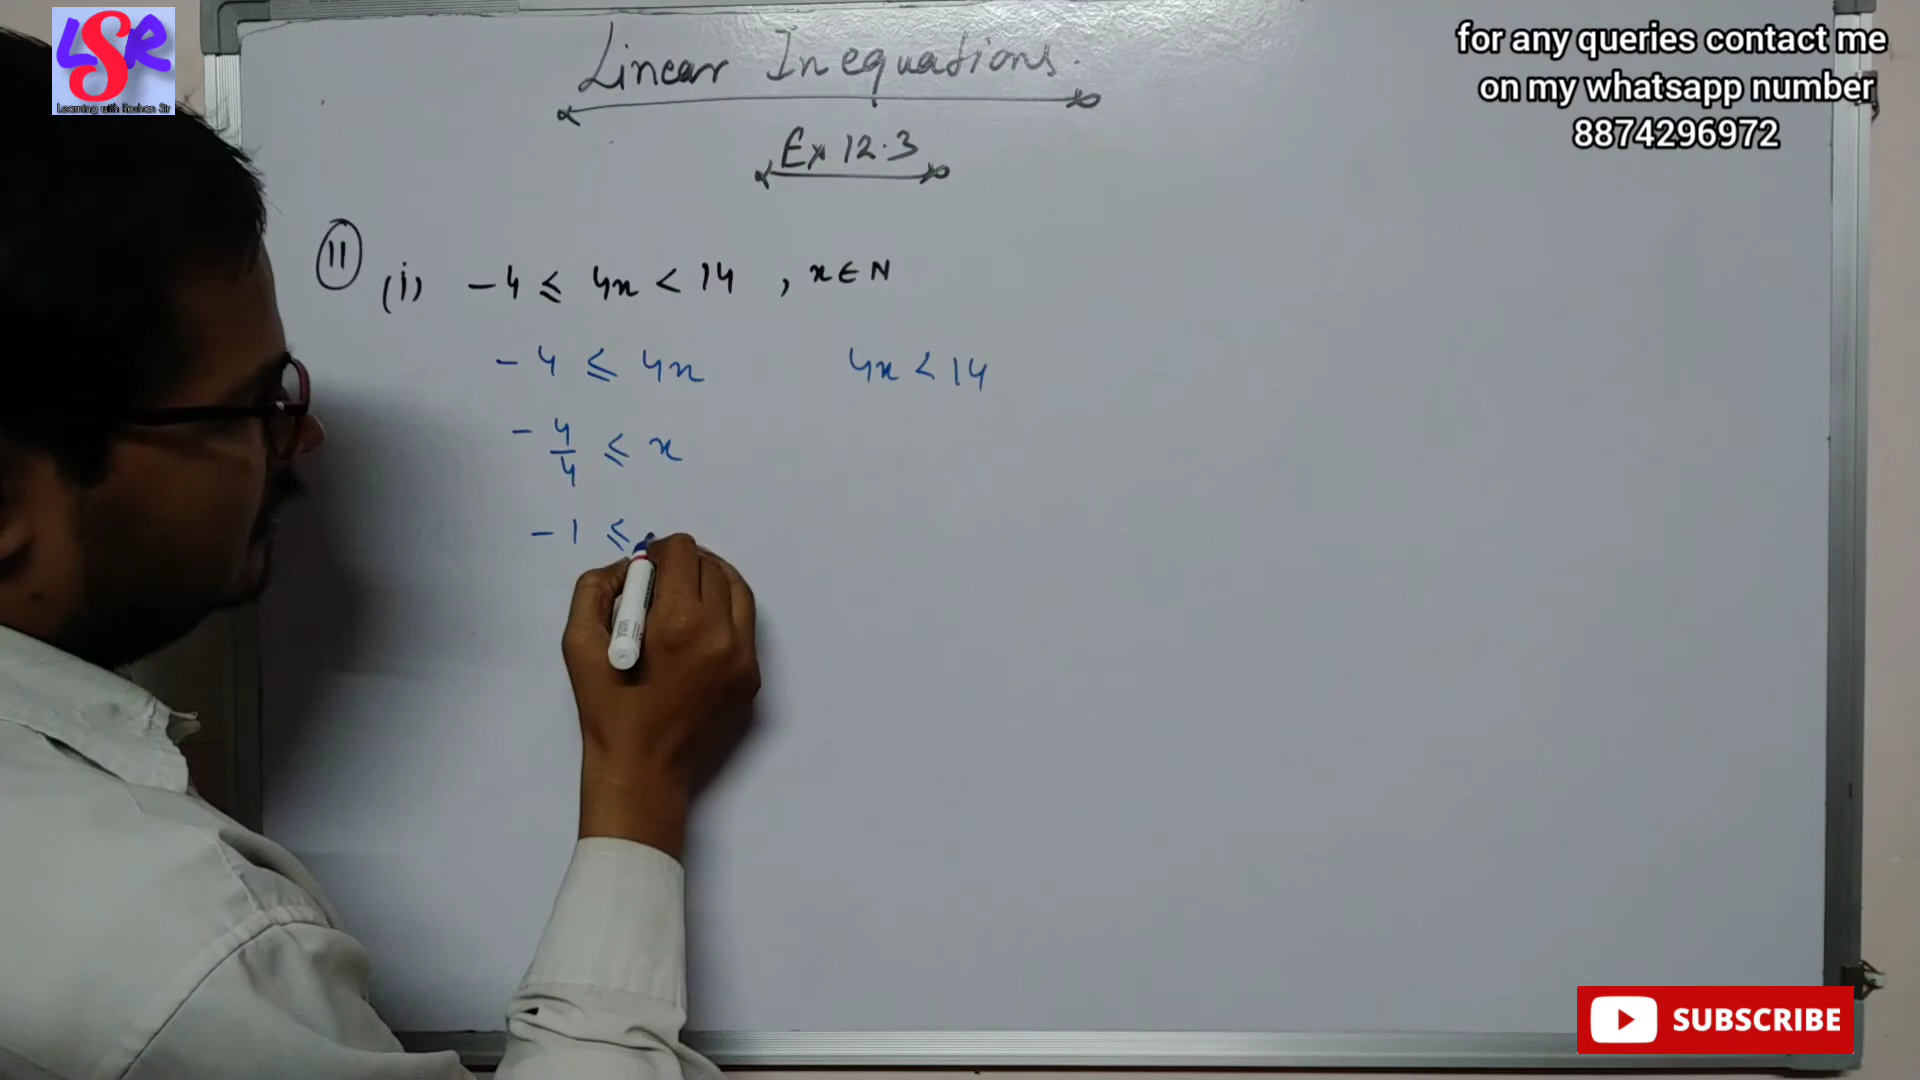 LSR
Learning with Roshan Sir
for any queries contact me
on my whatsapp number
8874296972
Linear Inequations.
Ex 12.3
11
(i) -4 ≤ 4x < 14 , x ∈ N
-4 ≤ 4x 4x < 14
-4/4 ≤ x
-1 ≤
SUBSCRIBE